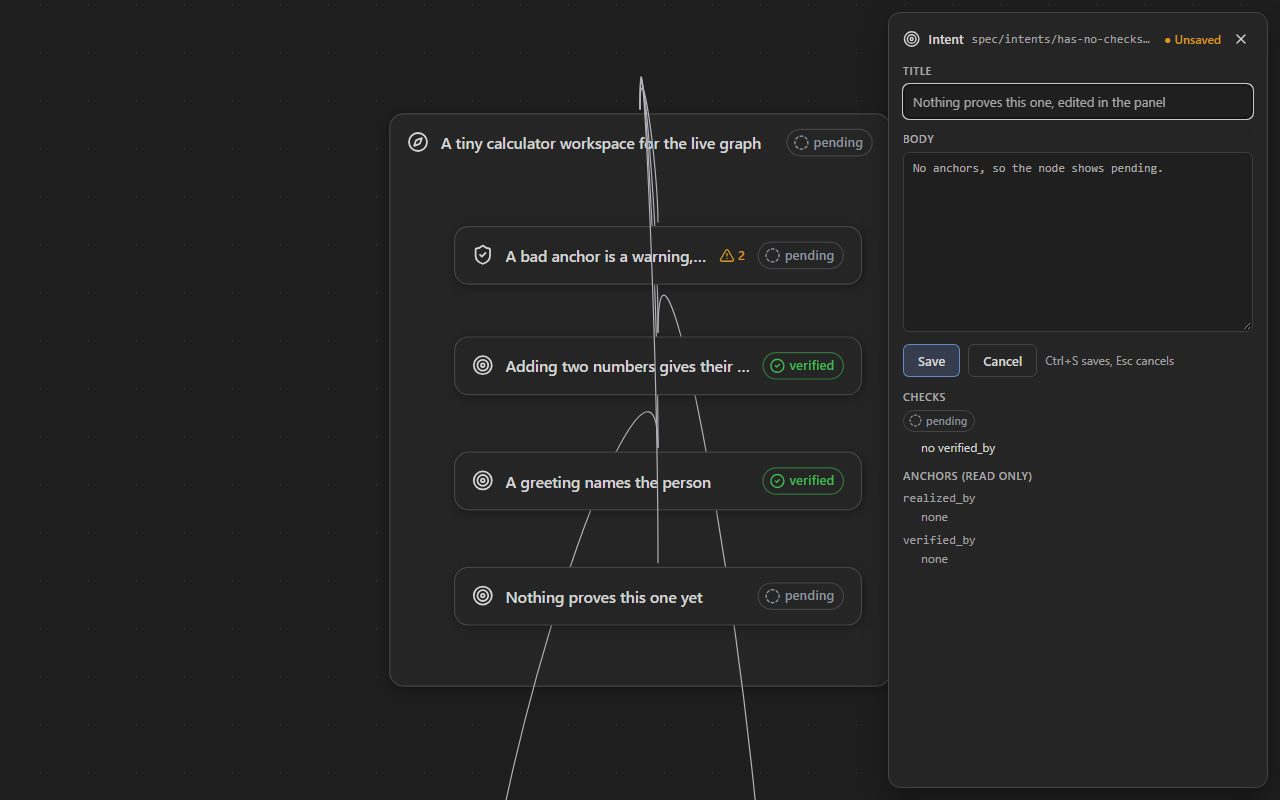 A tiny calculator workspace for the live graph
pending
A bad anchor is a warning,...
2
pending
Adding two numbers gives their ...
verified
A greeting names the person
verified
Nothing proves this one yet
pending
Intent spec/intents/has-no-checks… ● Unsaved
TITLE
Nothing proves this one, edited in the panel
BODY
No anchors, so the node shows pending.
Save Cancel Ctrl+S saves, Esc cancels
CHECKS
pending
no verified_by
ANCHORS (READ ONLY)
realized_by
none
verified_by
none